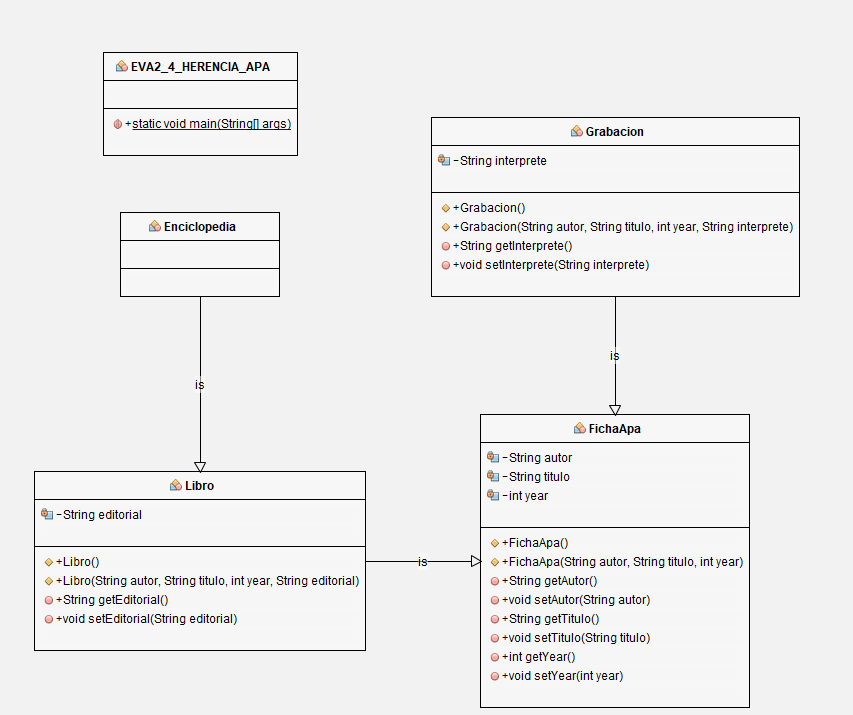 EVA2_4_HERENCIA_APA
+static void main(String[] args)
Grabacion
-String interprete
+Grabacion()
+Grabacion(String autor, String titulo, int year, String interprete)
+String getInterprete()
+void setInterprete(String interprete)
Enciclopedia
is
is
Libro
-String editorial
+Libro()
+Libro(String autor, String titulo, int year, String editorial)
+String getEditorial()
+void setEditorial(String editorial)
is
FichaApa
-String autor
-String titulo
-int year
+FichaApa()
+FichaApa(String autor, String titulo, int year)
+String getAutor()
+void setAutor(String autor)
+String getTitulo()
+void setTitulo(String titulo)
+int getYear()
+void setYear(int year)